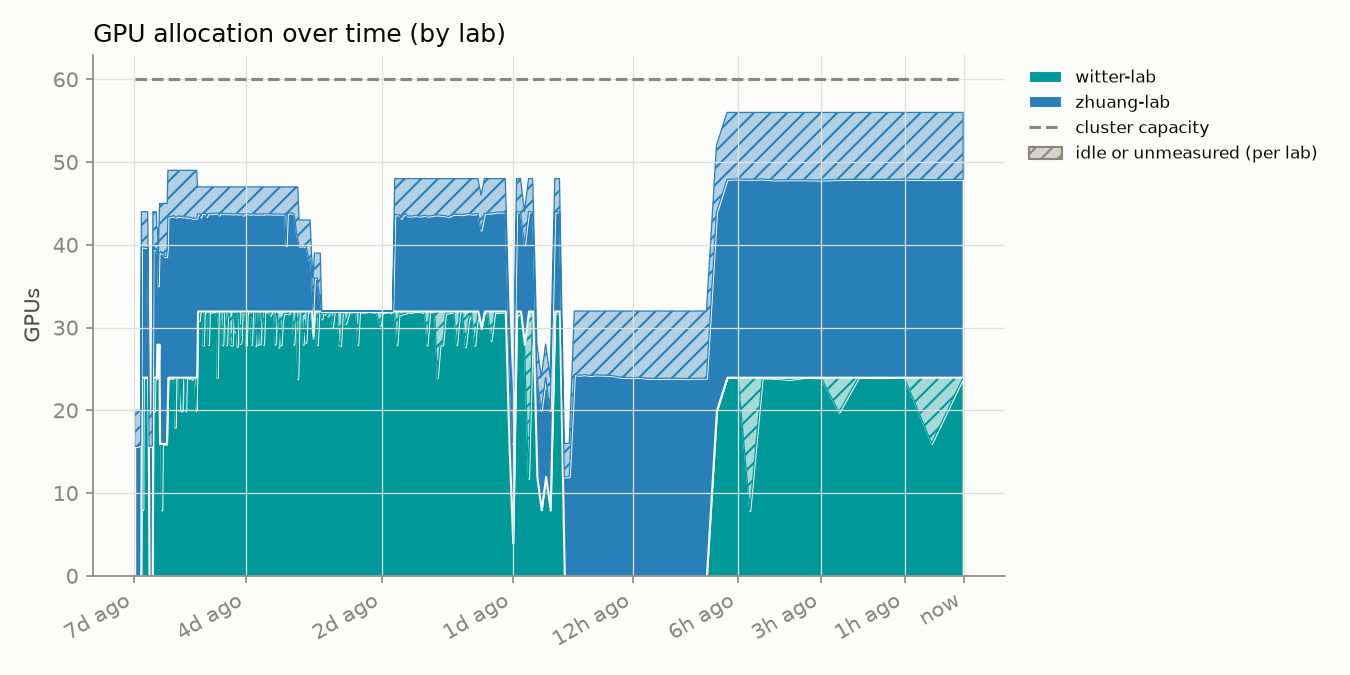 GPU allocation over time (by lab)
witter-lab
zhuang-lab
cluster capacity
idle or unmeasured (per lab)
GPUs
60
50
40
30
20
10
0
7d ago
4d ago
2d ago
1d ago
12h ago
6h ago
3h ago
1h ago
now